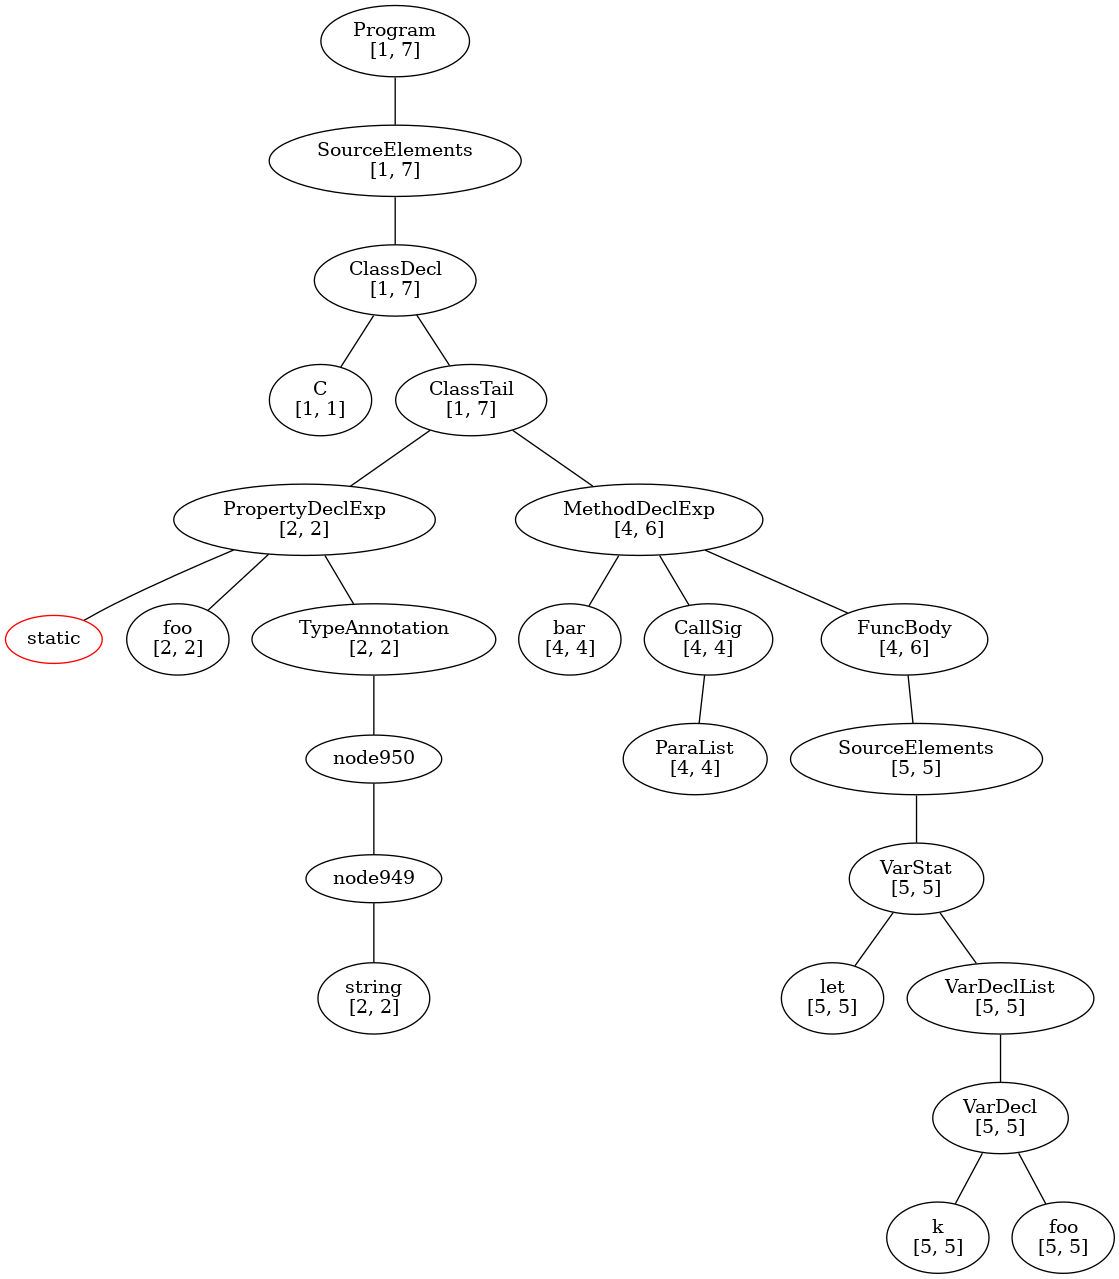 Program
[1, 7]
SourceElements
[1, 7]
ClassDecl
[1, 7]
C
[1, 1]
ClassTail
[1, 7]
PropertyDeclExp
[2, 2]
MethodDeclExp
[4, 6]
static
foo
[2, 2]
TypeAnnotation
[2, 2]
bar
[4, 4]
CallSig
[4, 4]
FuncBody
[4, 6]
node950
ParaList
[4, 4]
SourceElements
[5, 5]
node949
VarStat
[5, 5]
string
[2, 2]
let
[5, 5]
VarDeclList
[5, 5]
VarDecl
[5, 5]
k
[5, 5]
foo
[5, 5]